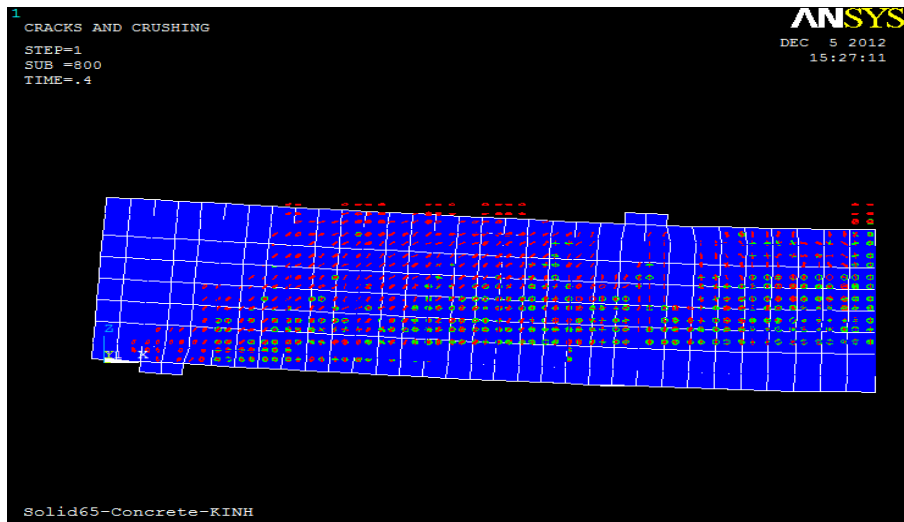 1
CRACKS AND CRUSHING
STEP=1
SUB =800
TIME=.4
ANSYS
DEC 5 2012
15:27:11
Z
X
Solid65-Concrete-KINH